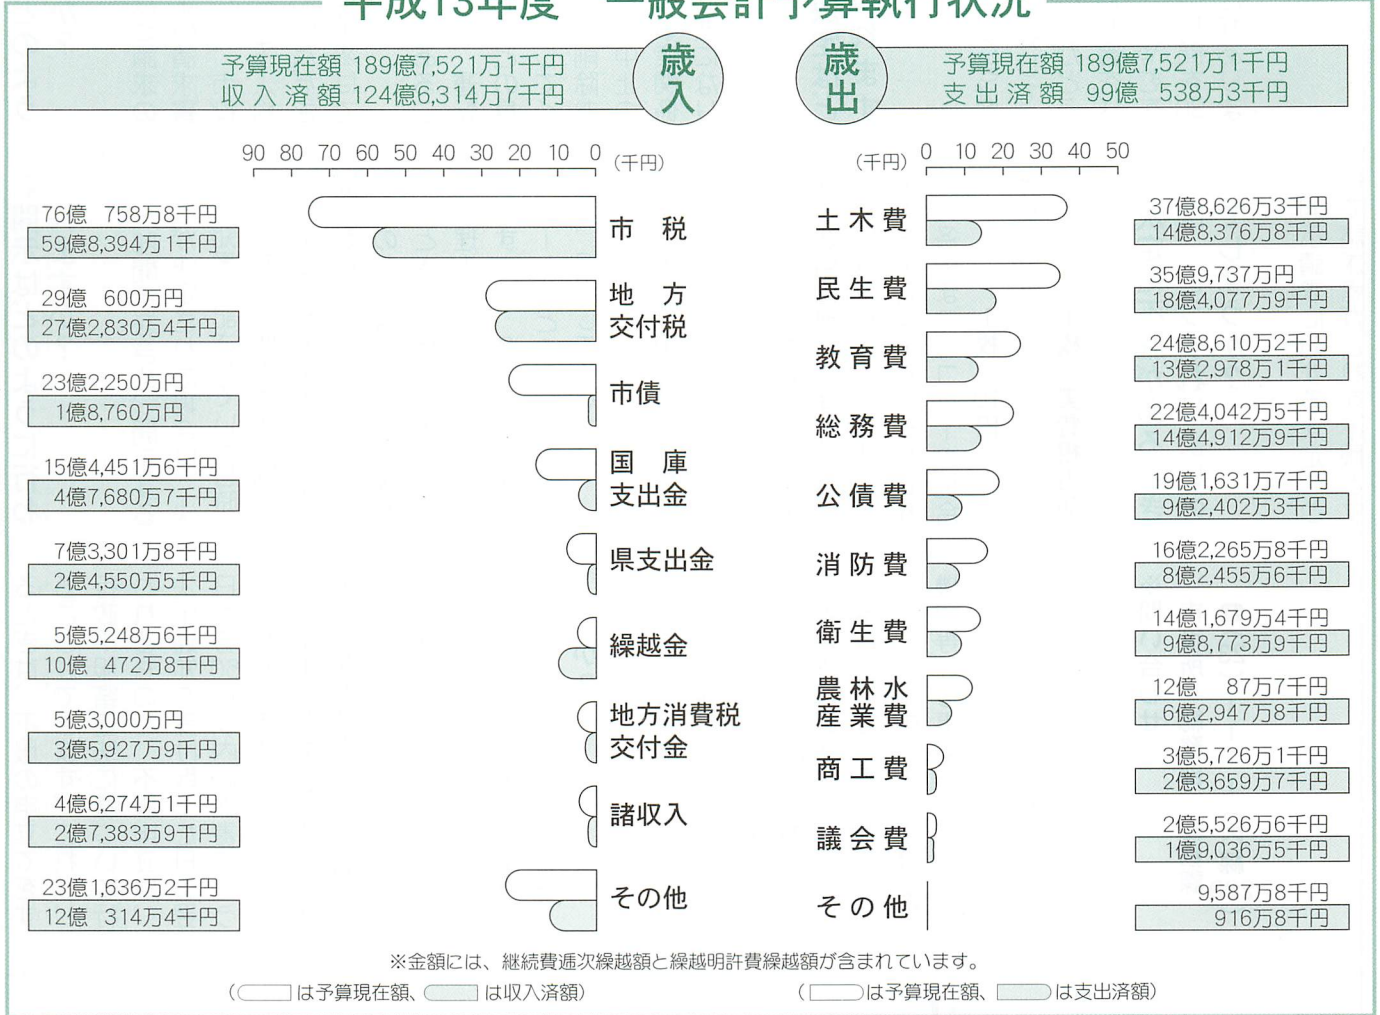 平成13年度 一般会計予算執行状況
歳入
予算現在額 189億7,521万1千円
収入済額 124億6,314万7千円
90 80 70 60 50 40 30 20 10 0 (千円)
76億 758万8千円
59億8,394万1千円
市税
29億 600万円
27億2,830万4千円
地方
交付税
23億2,250万円
1億8,760万円
市債
15億4,451万6千円
4億7,680万7千円
国庫
支出金
7億3,301万8千円
2億4,550万5千円
県支出金
5億5,248万6千円
10億 472万8千円
繰越金
5億3,000万円
3億5,927万9千円
地方消費税
交付金
4億6,274万1千円
2億7,383万9千円
諸収入
23億1,636万2千円
12億 314万4千円
その他
歳出
予算現在額 189億7,521万1千円
支出済額 99億 538万3千円
(千円) 0 10 20 30 40 50
土木費
37億8,626万3千円
14億8,376万8千円
民生費
35億9,737万円
18億4,077万9千円
教育費
24億8,610万2千円
13億2,978万1千円
総務費
22億4,042万5千円
14億4,912万9千円
公債費
19億1,631万7千円
9億2,402万3千円
消防費
16億2,265万8千円
8億2,455万6千円
衛生費
14億1,679万4千円
9億8,773万9千円
農林水
産業費
12億 87万7千円
6億2,947万8千円
商工費
3億5,726万1千円
2億3,659万7千円
議会費
2億5,526万6千円
1億9,036万5千円
その他
9,587万8千円
916万8千円
※金額には、継続費逓次繰越額と繰越明許費繰越額が含まれています。
( は予算現在額、 は収入済額)
( は予算現在額、 は支出済額)